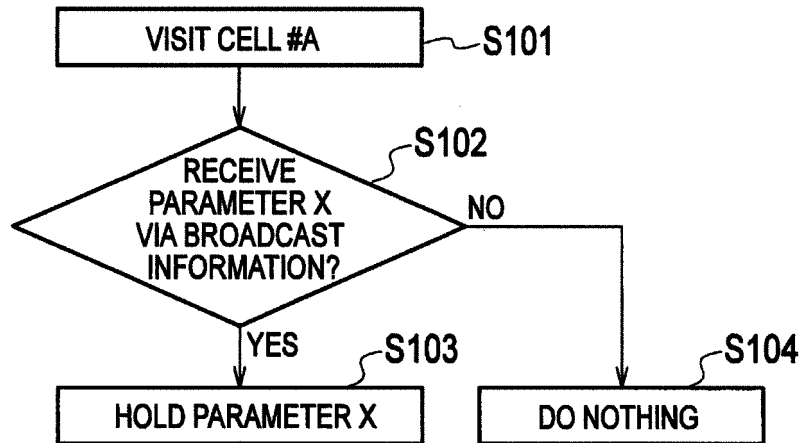 VISIT CELL #A
S101
S102
RECEIVE
PARAMETER X
VIA BROADCAST
INFORMATION?
NO
YES
S103
S104
HOLD PARAMETER X
DO NOTHING